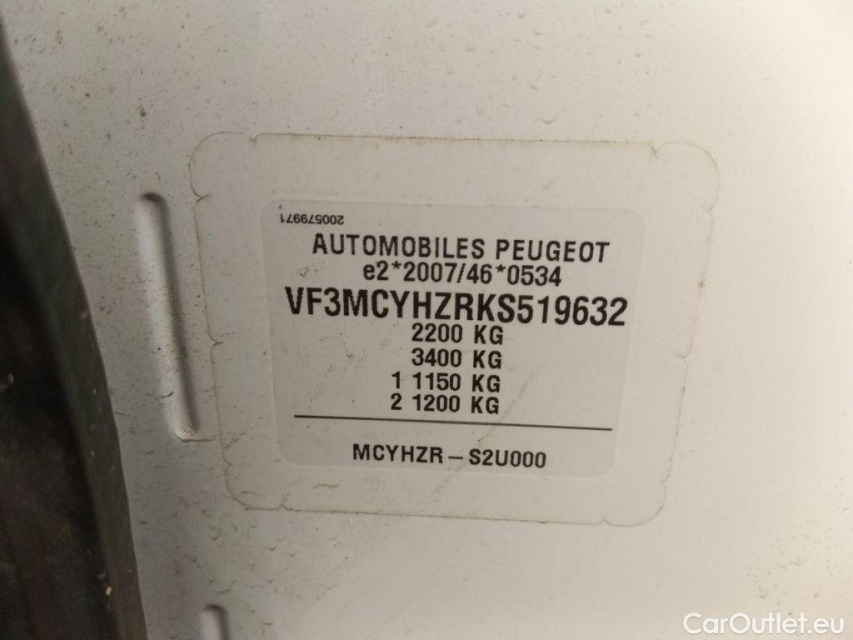 200579971
AUTOMOBILES PEUGEOT
e2*2007/46*0534
VF3MCYHZRKS519632
2200 KG
3400 KG
1 1150 KG
2 1200 KG
MCYHZR – S2U000
CarOutlet.eu